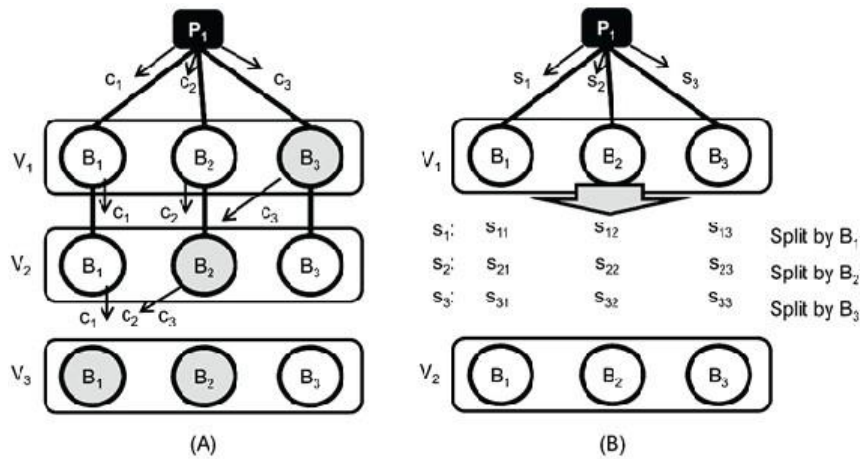 P₁ P₁
c₁ c₂ c₃ s₁ s₂ s₃
V₁ B₁ B₂ B₃ V₁ B₁ B₂ B₃
c₁ c₂ c₃
s₁: s₁₁ s₁₂ s₁₃ Split by B₁
V₂ B₁ B₂ B₃ s₂: s₂₁ s₂₂ s₂₃ Split by B₂
c₁ c₂ c₃ s₃: s₃₁ s₃₂ s₃₃ Split by B₃
V₃ B₁ B₂ B₃ V₂ B₁ B₂ B₃
(A) (B)